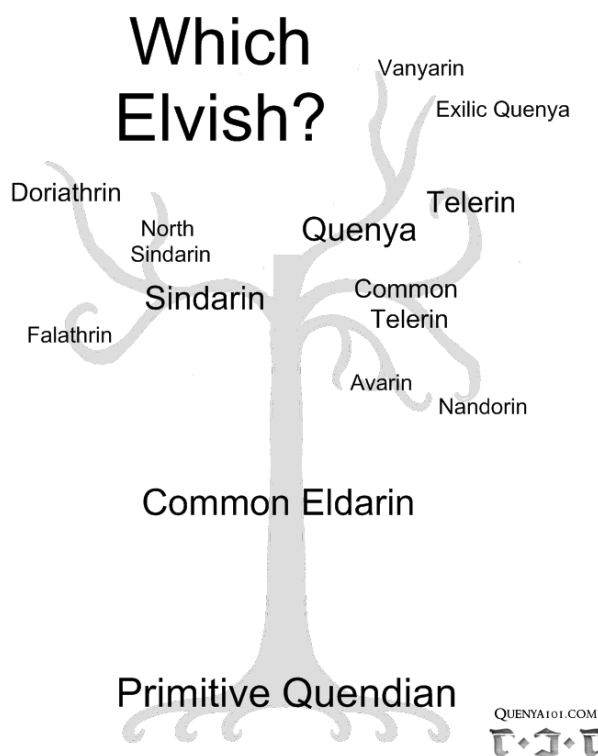 Which
Elvish?
Vanyarin
Exilic Quenya
Doriathrin
Telerin
North
Sindarin
Quenya
Sindarin
Common
Telerin
Falathrin
Avarin
Nandorin
Common Eldarin
Primitive Quendian
QUENYA101.COM